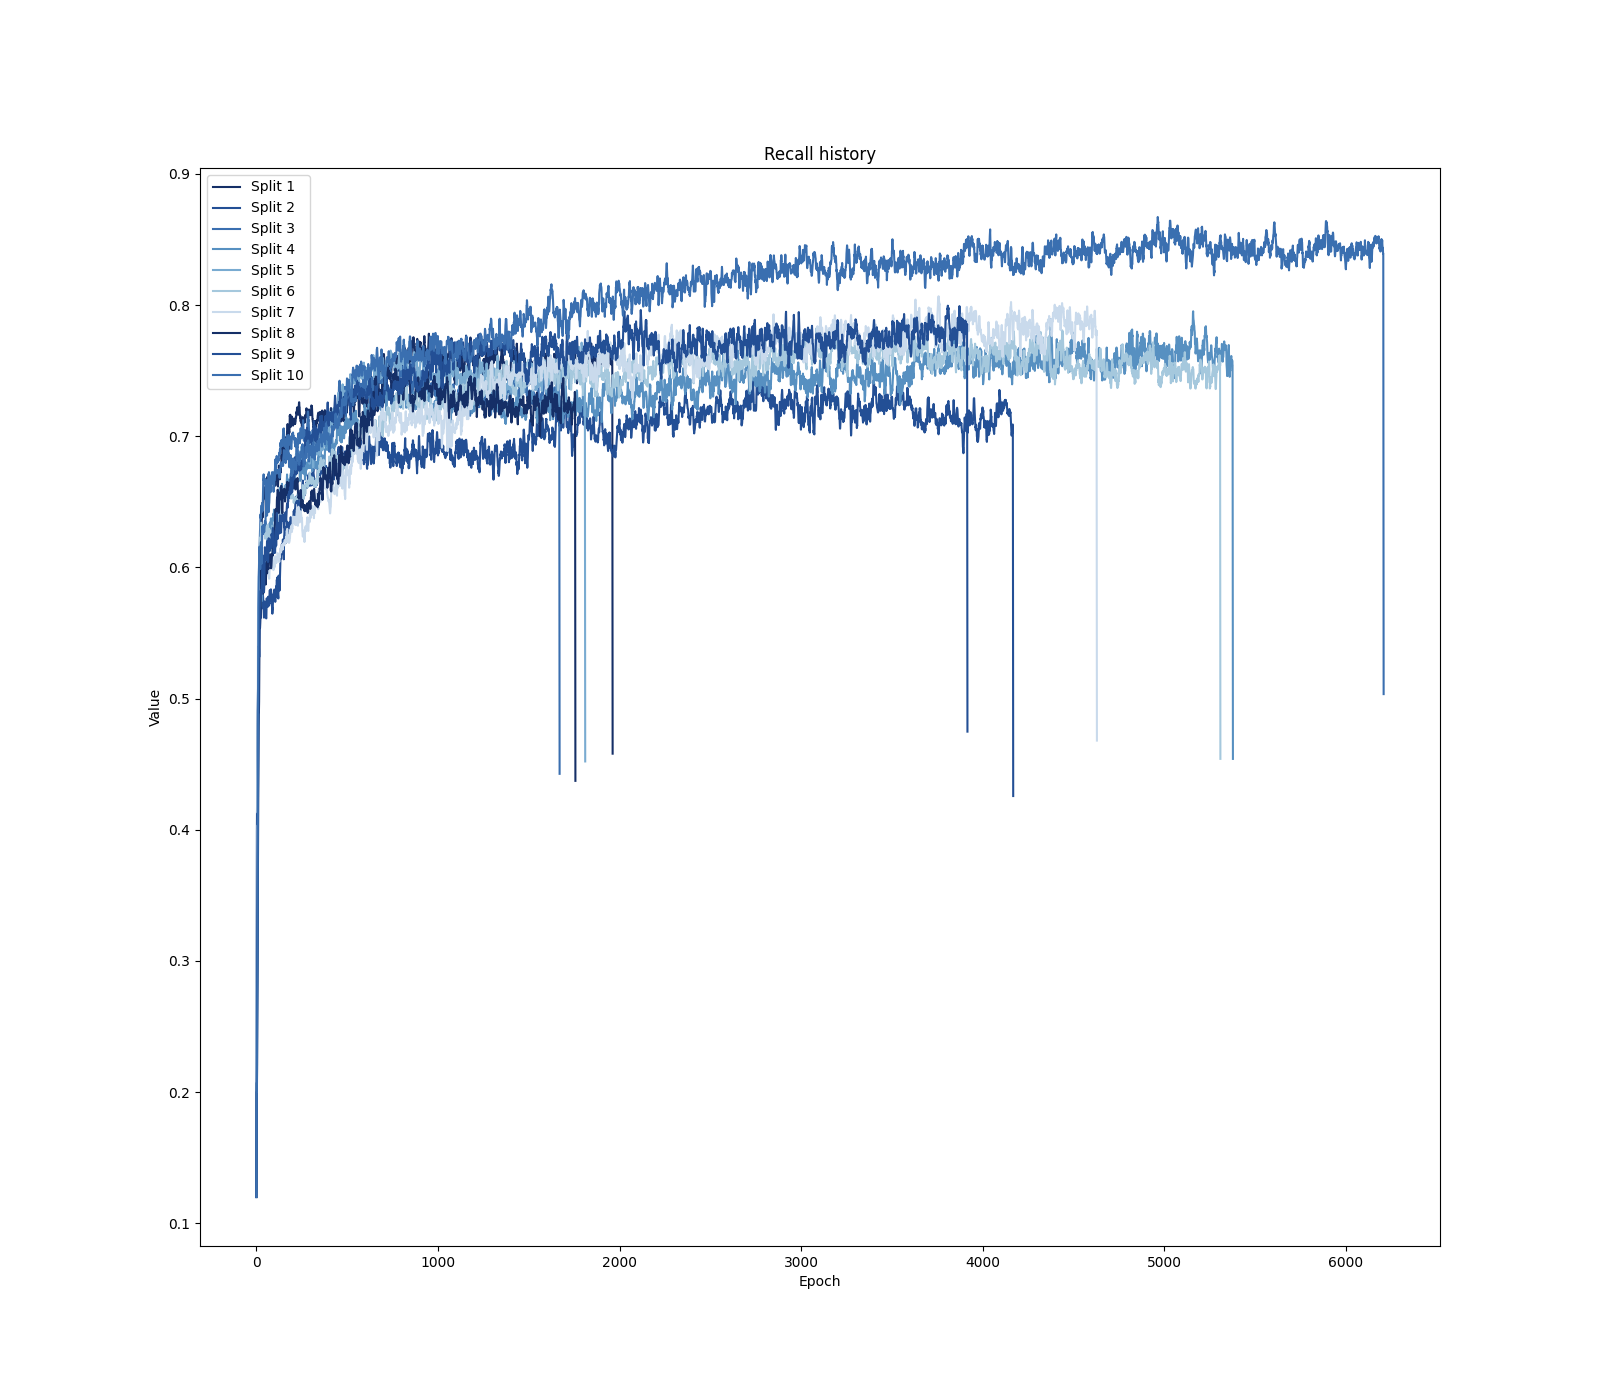 Recall history
0.9
0.8
0.7
0.6
0.5
0.4
0.3
0.2
0.1
Value
Split 1
Split 2
Split 3
Split 4
Split 5
Split 6
Split 7
Split 8
Split 9
Split 10
0 1000 2000 3000 4000 5000 6000
Epoch